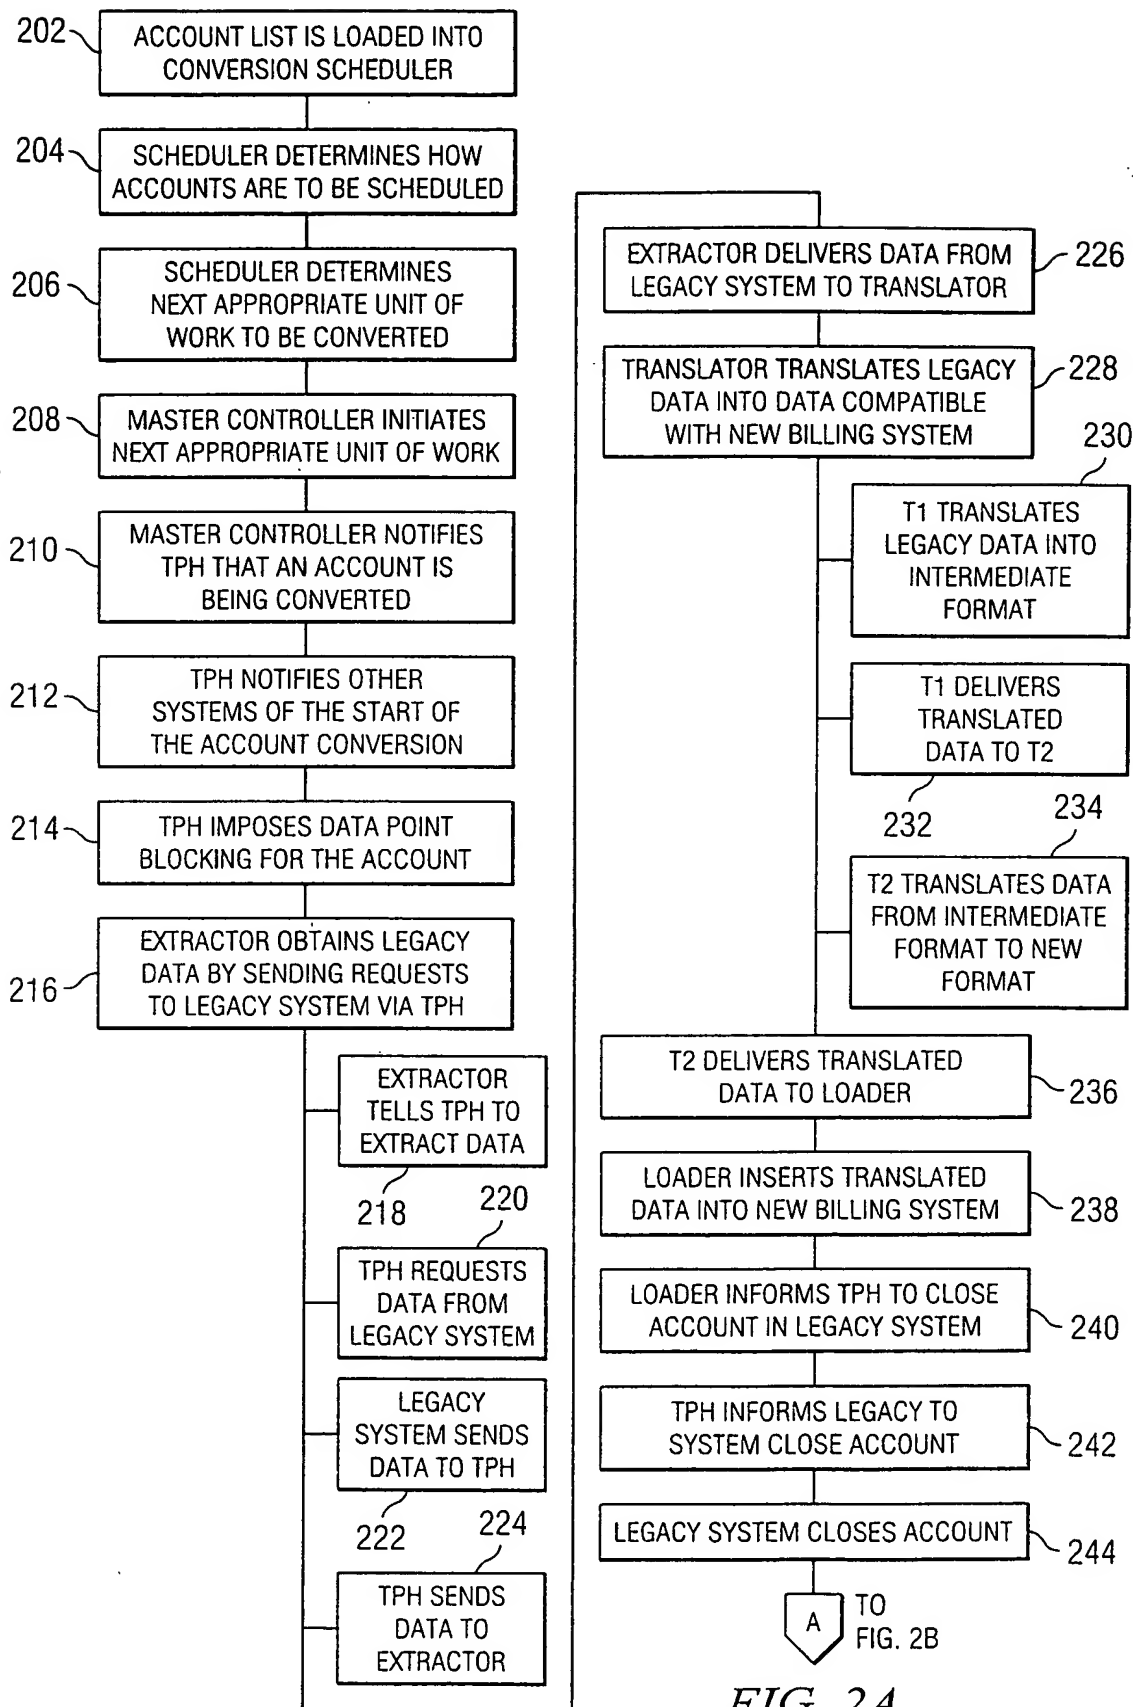 202
ACCOUNT LIST IS LOADED INTO
CONVERSION SCHEDULER
204
SCHEDULER DETERMINES HOW
ACCOUNTS ARE TO BE SCHEDULED
206
SCHEDULER DETERMINES
NEXT APPROPRIATE UNIT OF
WORK TO BE CONVERTED
208
MASTER CONTROLLER INITIATES
NEXT APPROPRIATE UNIT OF WORK
210
MASTER CONTROLLER NOTIFIES
TPH THAT AN ACCOUNT IS
BEING CONVERTED
212
TPH NOTIFIES OTHER
SYSTEMS OF THE START OF
THE ACCOUNT CONVERSION
214
TPH IMPOSES DATA POINT
BLOCKING FOR THE ACCOUNT
216
EXTRACTOR OBTAINS LEGACY
DATA BY SENDING REQUESTS
TO LEGACY SYSTEM VIA TPH
EXTRACTOR
TELLS TPH TO
EXTRACT DATA
218
220
TPH REQUESTS
DATA FROM
LEGACY SYSTEM
LEGACY
SYSTEM SENDS
DATA TO TPH
222
224
TPH SENDS
DATA TO
EXTRACTOR
EXTRACTOR DELIVERS DATA FROM
LEGACY SYSTEM TO TRANSLATOR
226
TRANSLATOR TRANSLATES LEGACY
DATA INTO DATA COMPATIBLE
WITH NEW BILLING SYSTEM
228
230
T1 TRANSLATES
LEGACY DATA INTO
INTERMEDIATE
FORMAT
T1 DELIVERS
TRANSLATED
DATA TO T2
232
234
T2 TRANSLATES DATA
FROM INTERMEDIATE
FORMAT TO NEW
FORMAT
T2 DELIVERS TRANSLATED
DATA TO LOADER
236
LOADER INSERTS TRANSLATED
DATA INTO NEW BILLING SYSTEM
238
LOADER INFORMS TPH TO CLOSE
ACCOUNT IN LEGACY SYSTEM
240
TPH INFORMS LEGACY TO
SYSTEM CLOSE ACCOUNT
242
LEGACY SYSTEM CLOSES ACCOUNT
244
A
TO
FIG. 2B
FIG. 2A